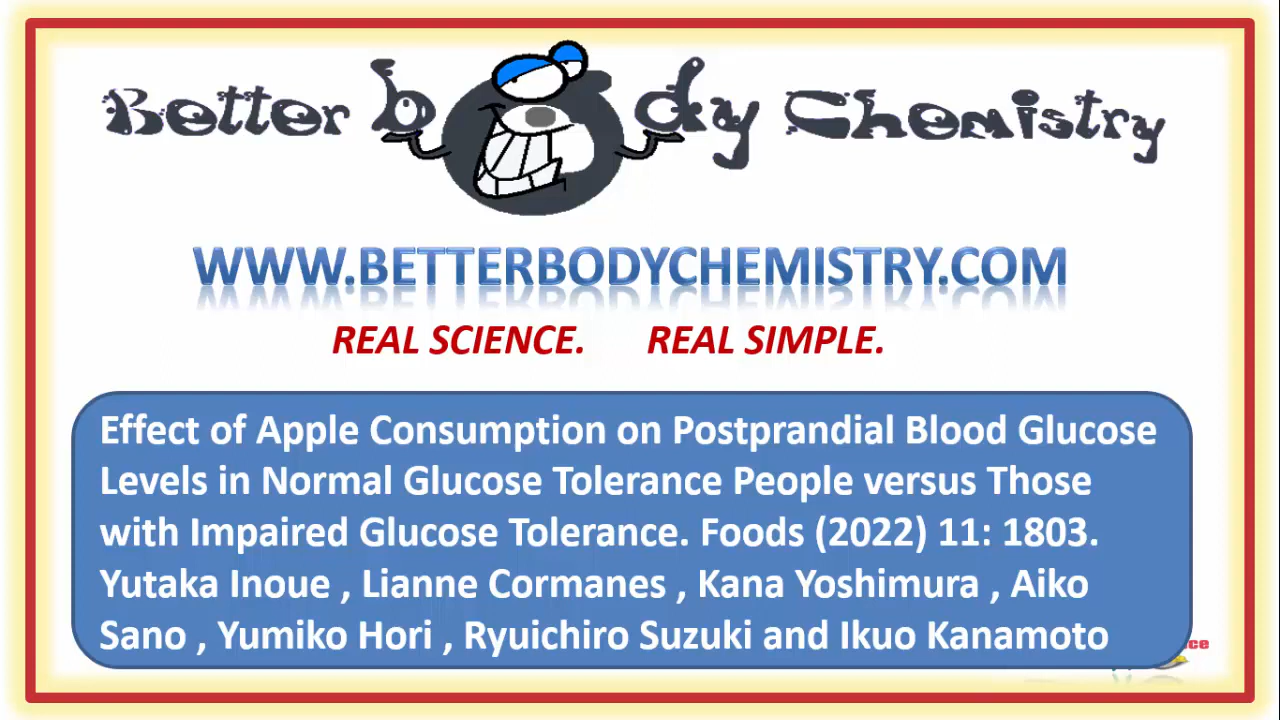 Better body Chemistry
WWW.BETTERBODYCHEMISTRY.COM
REAL SCIENCE. REAL SIMPLE.
Effect of Apple Consumption on Postprandial Blood Glucose
Levels in Normal Glucose Tolerance People versus Those
with Impaired Glucose Tolerance. Foods (2022) 11: 1803.
Yutaka Inoue , Lianne Cormanes , Kana Yoshimura , Aiko
Sano , Yumiko Hori , Ryuichiro Suzuki and Ikuo Kanamoto